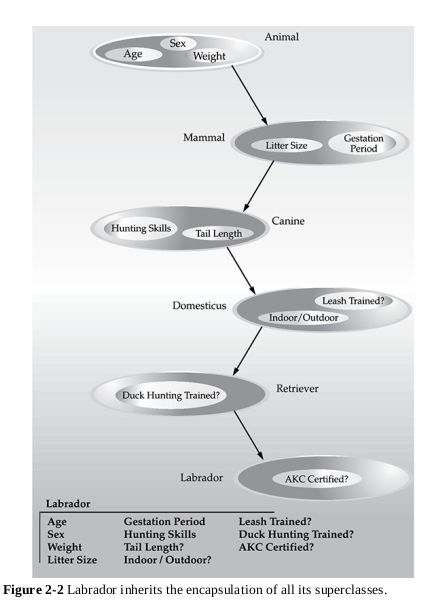 Animal
Sex
Age
Weight
Mammal
Litter Size
Gestation
Period
Canine
Hunting Skills
Tail Length
Domesticus
Leash Trained?
Indoor/Outdoor
Retriever
Duck Hunting Trained?
Labrador
AKC Certified?
Labrador
Age Gestation Period Leash Trained?
Sex Hunting Skills Duck Hunting Trained?
Weight Tail Length? AKC Certified?
Litter Size Indoor/Outdoor?
Figure 2-2 Labrador inherits the encapsulation of all its superclasses.